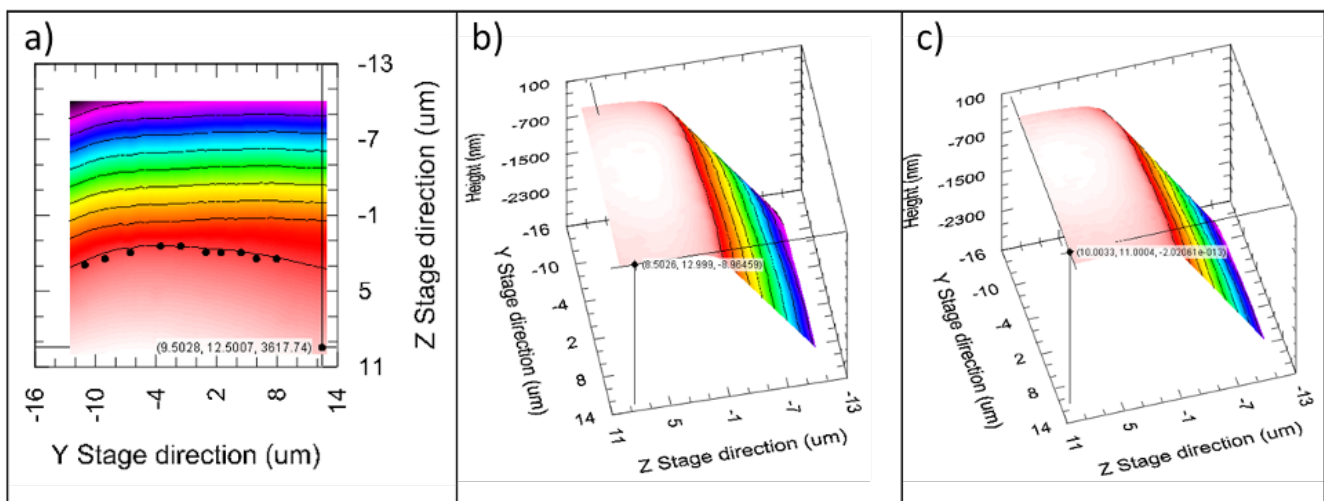 a)
-13
-7
-1
5
11
Z Stage direction (um)
(9.5028, 12.5007, 3617.74)
-16 -10 -4 2 8 14
Y Stage direction (um)
b)
100
-700
-1500
-2300
Height (nm)
-16
-10
-4
2
8
14
Y Stage direction (um)
(8.5026, 12.999, -8.96459)
11 5 -1 -7 -13
Z Stage direction (um)
c)
100
-700
-1500
-2300
Height (nm)
-16
-10
-4
2
8
14
Y Stage direction (um)
(10.0033, 11.0004, -2.02061e-013)
11 5 -1 -7 -13
Z Stage direction (um)